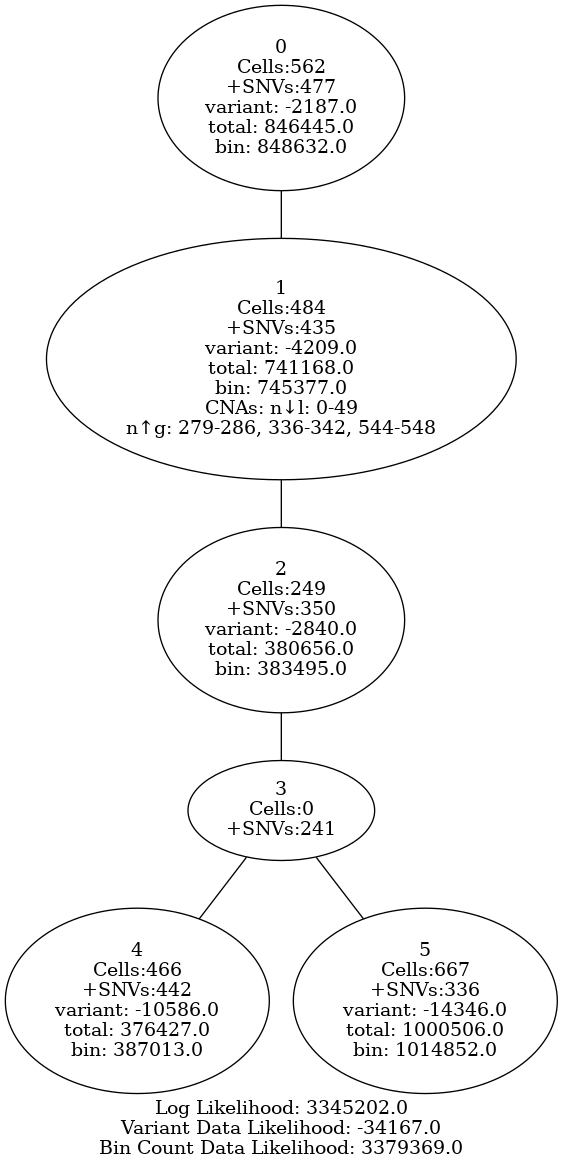 0
Cells:562
+SNVs:477
variant: -2187.0
total: 846445.0
bin: 848632.0
1
Cells:484
+SNVs:435
variant: -4209.0
total: 741168.0
bin: 745377.0
CNAs: n↓l: 0-49
n↑g: 279-286, 336-342, 544-548
2
Cells:249
+SNVs:350
variant: -2840.0
total: 380656.0
bin: 383495.0
3
Cells:0
+SNVs:241
4
Cells:466
+SNVs:442
variant: -10586.0
total: 376427.0
bin: 387013.0
5
Cells:667
+SNVs:336
variant: -14346.0
total: 1000506.0
bin: 1014852.0
Log Likelihood: 3345202.0
Variant Data Likelihood: -34167.0
Bin Count Data Likelihood: 3379369.0